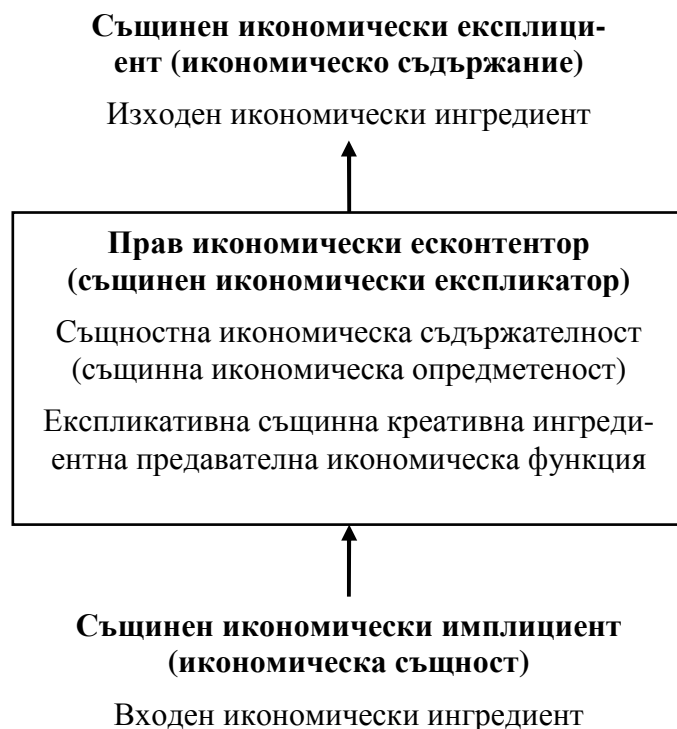 Същинен икономически експлици-
ент (икономическо съдържание)
Изходен икономически ингредиент
Прав икономически есконтентор
(същинен икономически експликатор)
Същностна икономическа съдържателност
(същинна икономическа опредметеност)
Експликативна същинна креативна ингреди-
ентна предавателна икономическа функция
Същинен икономически имплициент
(икономическа същност)
Входен икономически ингредиент